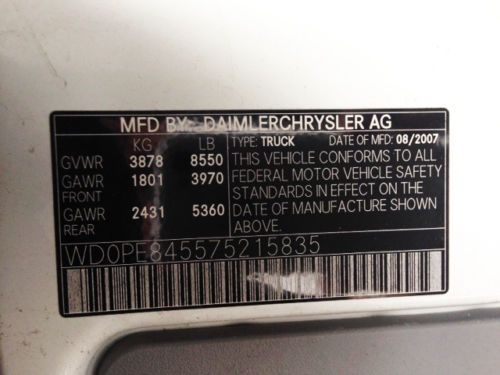 MFD BY: DAIMLERCHRYSLER AG
KG LB TYPE: TRUCK DATE OF MFD: 08/2007
GVWR 3878 8550 THIS VEHICLE CONFORMS TO ALL
GAWR FRONT 1801 3970 FEDERAL MOTOR VEHICLE SAFETY
STANDARDS IN EFFECT ON THE
GAWR REAR 2431 5360 DATE OF MANUFACTURE SHOWN
ABOVE.
WD0PE845575215835